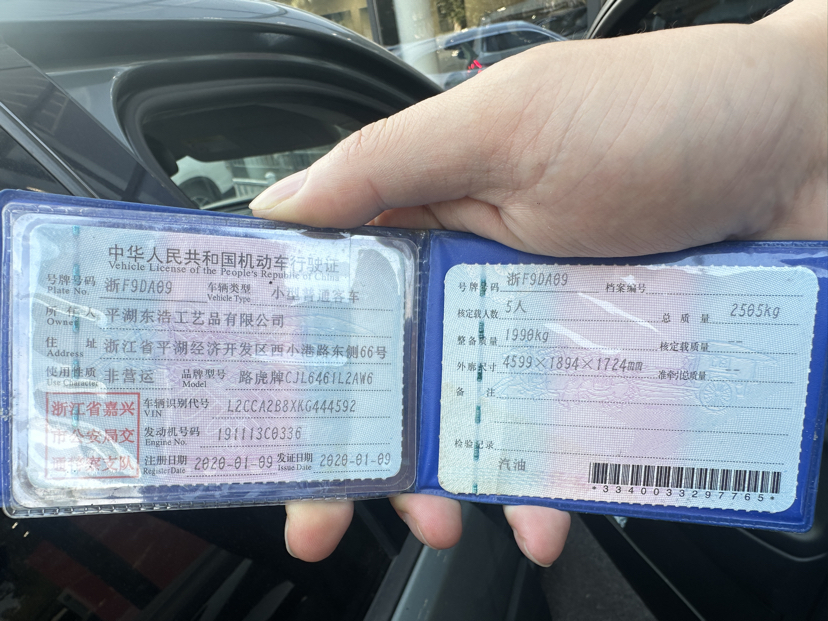 中华人民共和国机动车行驶证
Vehicle License of the People's Republic of China
号牌号码 浙F9DA09 车辆类型 小型普通客车
Plate No. Vehicle Type
所有人 平湖东浩工艺品有限公司
Owner
住址 浙江省平湖经济开发区西小港路东侧66号
Address
使用性质 非营运 品牌型号 路虎牌CJL6461L2AW6
Use Character Model
浙江省嘉兴
市公安局交
通警察支队
车辆识别代号 L2CCA2B8XKG444592
VIN
发动机号码 191113C0336
Engine No.
注册日期 2020-01-09 发证日期 2020-01-09
Register Date Issue Date
号牌号码 浙F9DA09 档案编号
核定载人数 5人 总质量 2505kg
整备质量 1990kg 核定载质量 --
外廓尺寸 4599×1894×1724mm 准牵引总质量 --
备注
检验记录
汽油
*3340033297765*